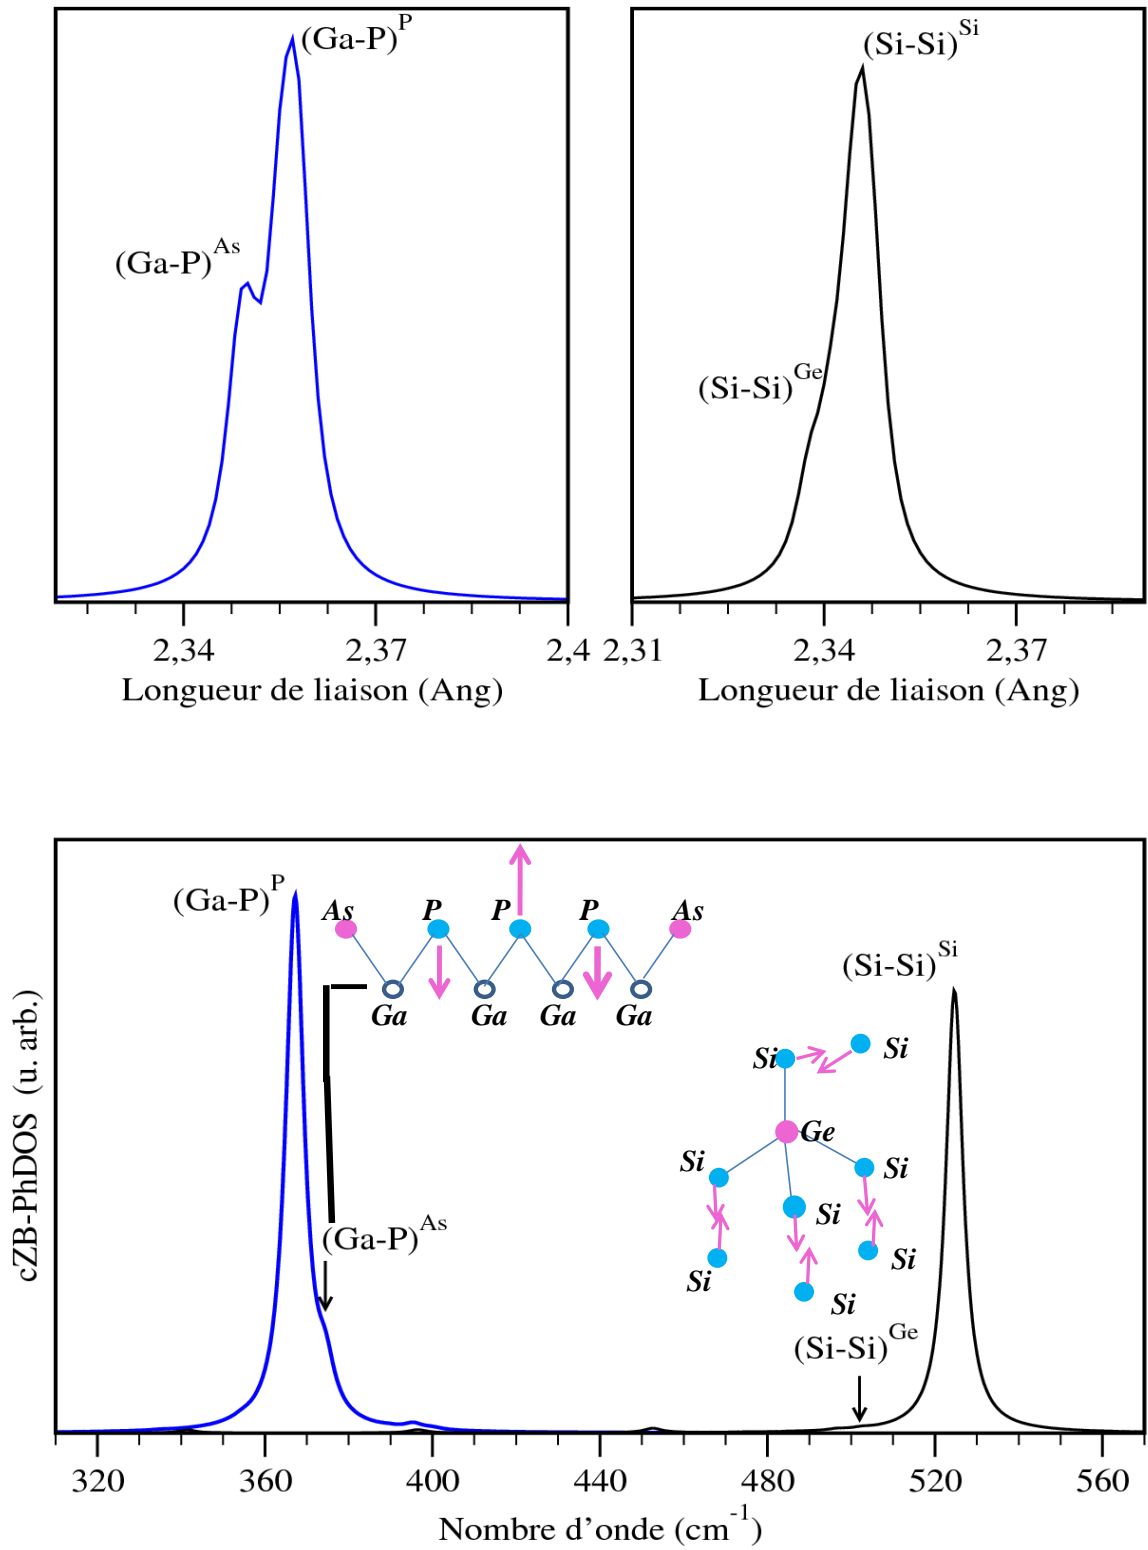 (Ga-P)^P
(Ga-P)^As
2,34 2,37 2,4
Longueur de liaison (Ang)
(Si-Si)^Si
(Si-Si)^Ge
2,31 2,34 2,37
Longueur de liaison (Ang)
cZB-PhDOS (u. arb.)
(Ga-P)^P
As P P P As
Ga Ga Ga Ga
(Ga-P)^As
(Si-Si)^Si
Si Si
Ge
Si Si
Si
Si Si
Si
(Si-Si)^Ge
320 360 400 440 480 520 560
Nombre d’onde (cm^-1)